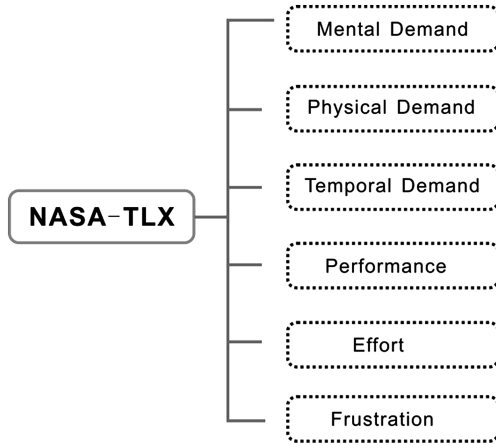 Mental Demand
Physical Demand
Temporal Demand
NASA-TLX
Performance
Effort
Frustration